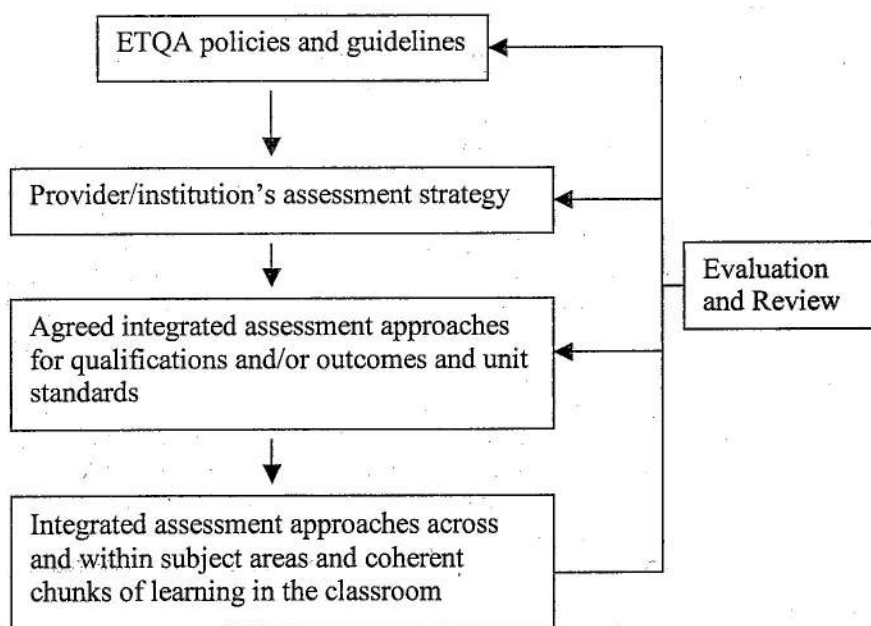 ETQA policies and guidelines
Provider/institution's assessment strategy
Evaluation
and Review
Agreed integrated assessment approaches
for qualifications and/or outcomes and unit
standards
Integrated assessment approaches across
and within subject areas and coherent
chunks of learning in the classroom